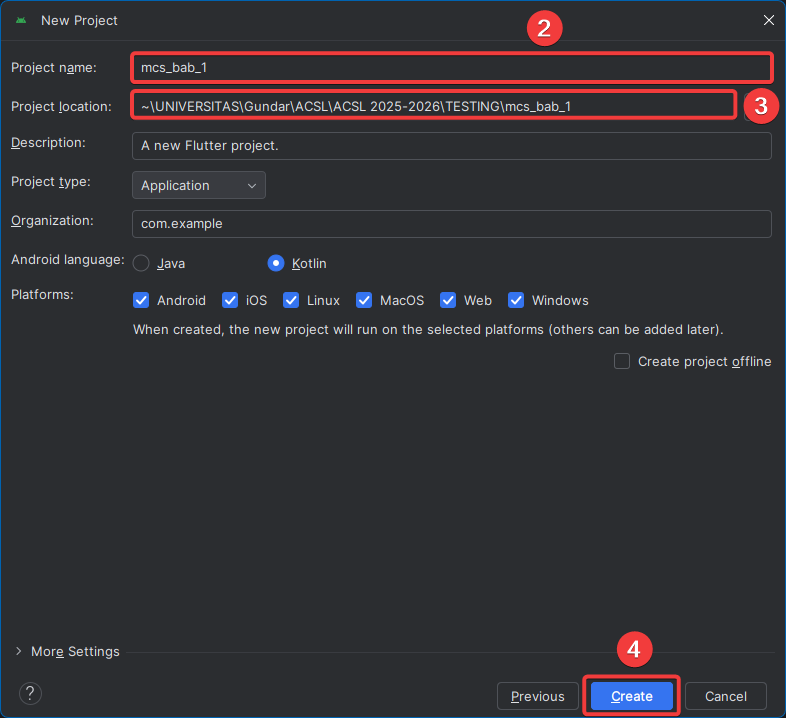 New Project
2
Project name: mcs_bab_1
Project location: ~\UNIVERSITAS\Gundar\ACSL\ACSL 2025-2026\TESTING\mcs_bab_1
3
Description: A new Flutter project.
Project type: Application
Organization: com.example
Android language: Java Kotlin
Platforms: Android iOS Linux MacOS Web Windows
When created, the new project will run on the selected platforms (others can be added later).
Create project offline
More Settings
4
? Previous Create Cancel